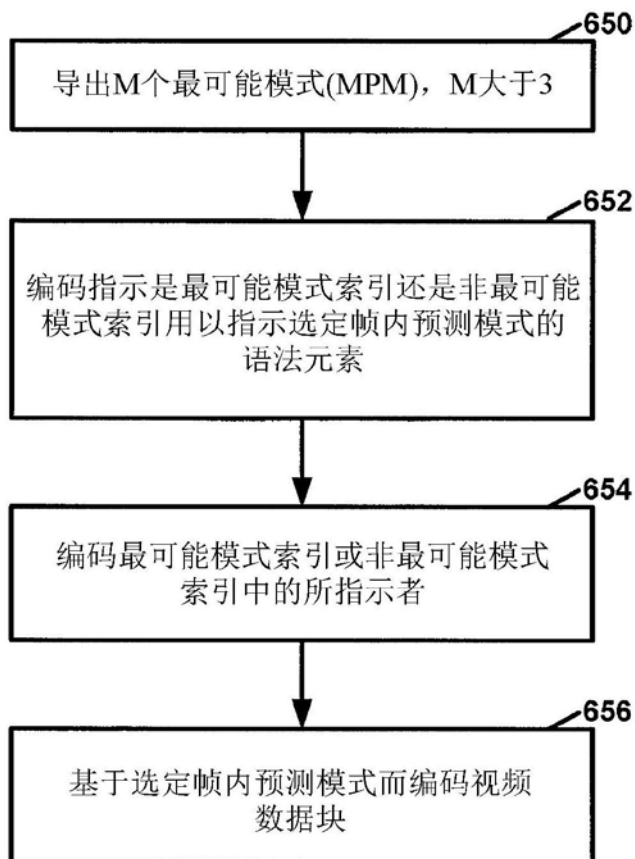 650
导出M个最可能模式(MPM)，M大于3
652
编码指示是最可能模式索引还是非最可能
模式索引用以指示选定帧内预测模式的
语法元素
654
编码最可能模式索引或非最可能模式
索引中的所指示者
656
基于选定帧内预测模式而编码视频
数据块